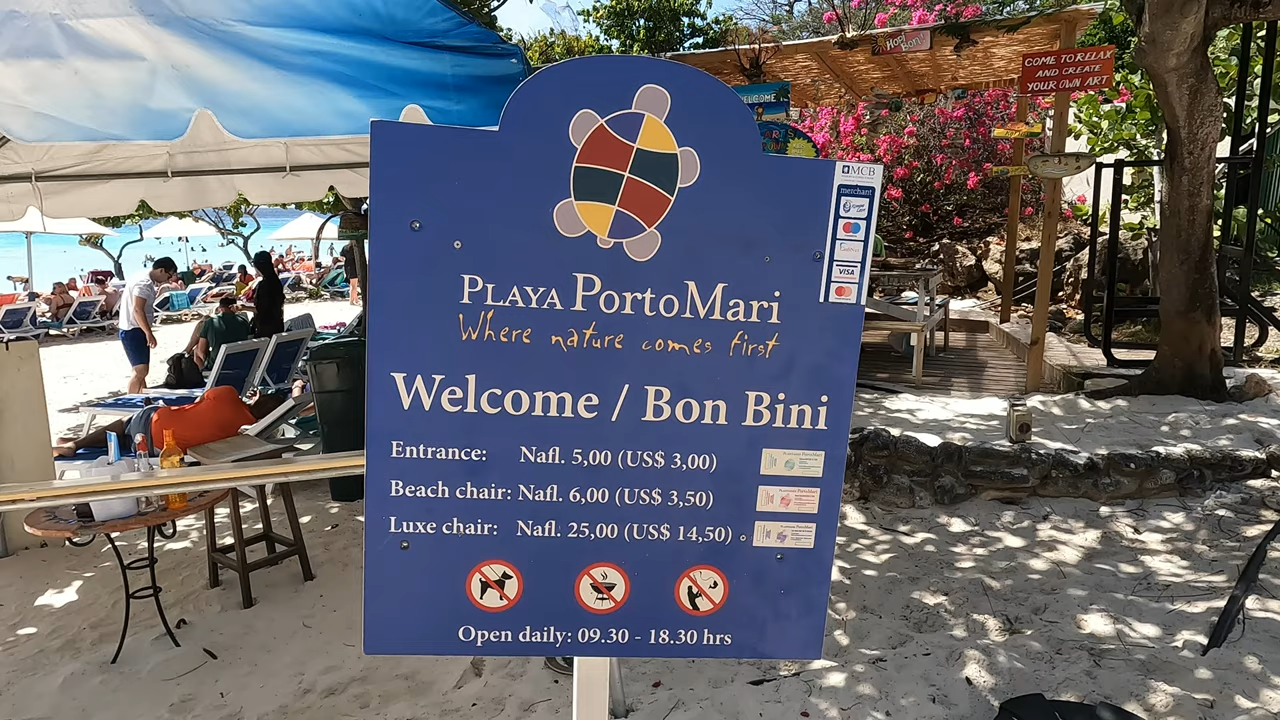 Hopi Bon!
COME TO RELAX
AND CREATE
YOUR OWN ART
WELCOME
MCB
merchant
VISA
PLAYA PORTOMARI
Where nature comes first
Welcome / Bon Bini
Entrance: Nafl. 5,00 (US$ 3,00)
Beach chair: Nafl. 6,00 (US$ 3,50)
Luxe chair: Nafl. 25,00 (US$ 14,50)
Open daily: 09.30 - 18.30 hrs